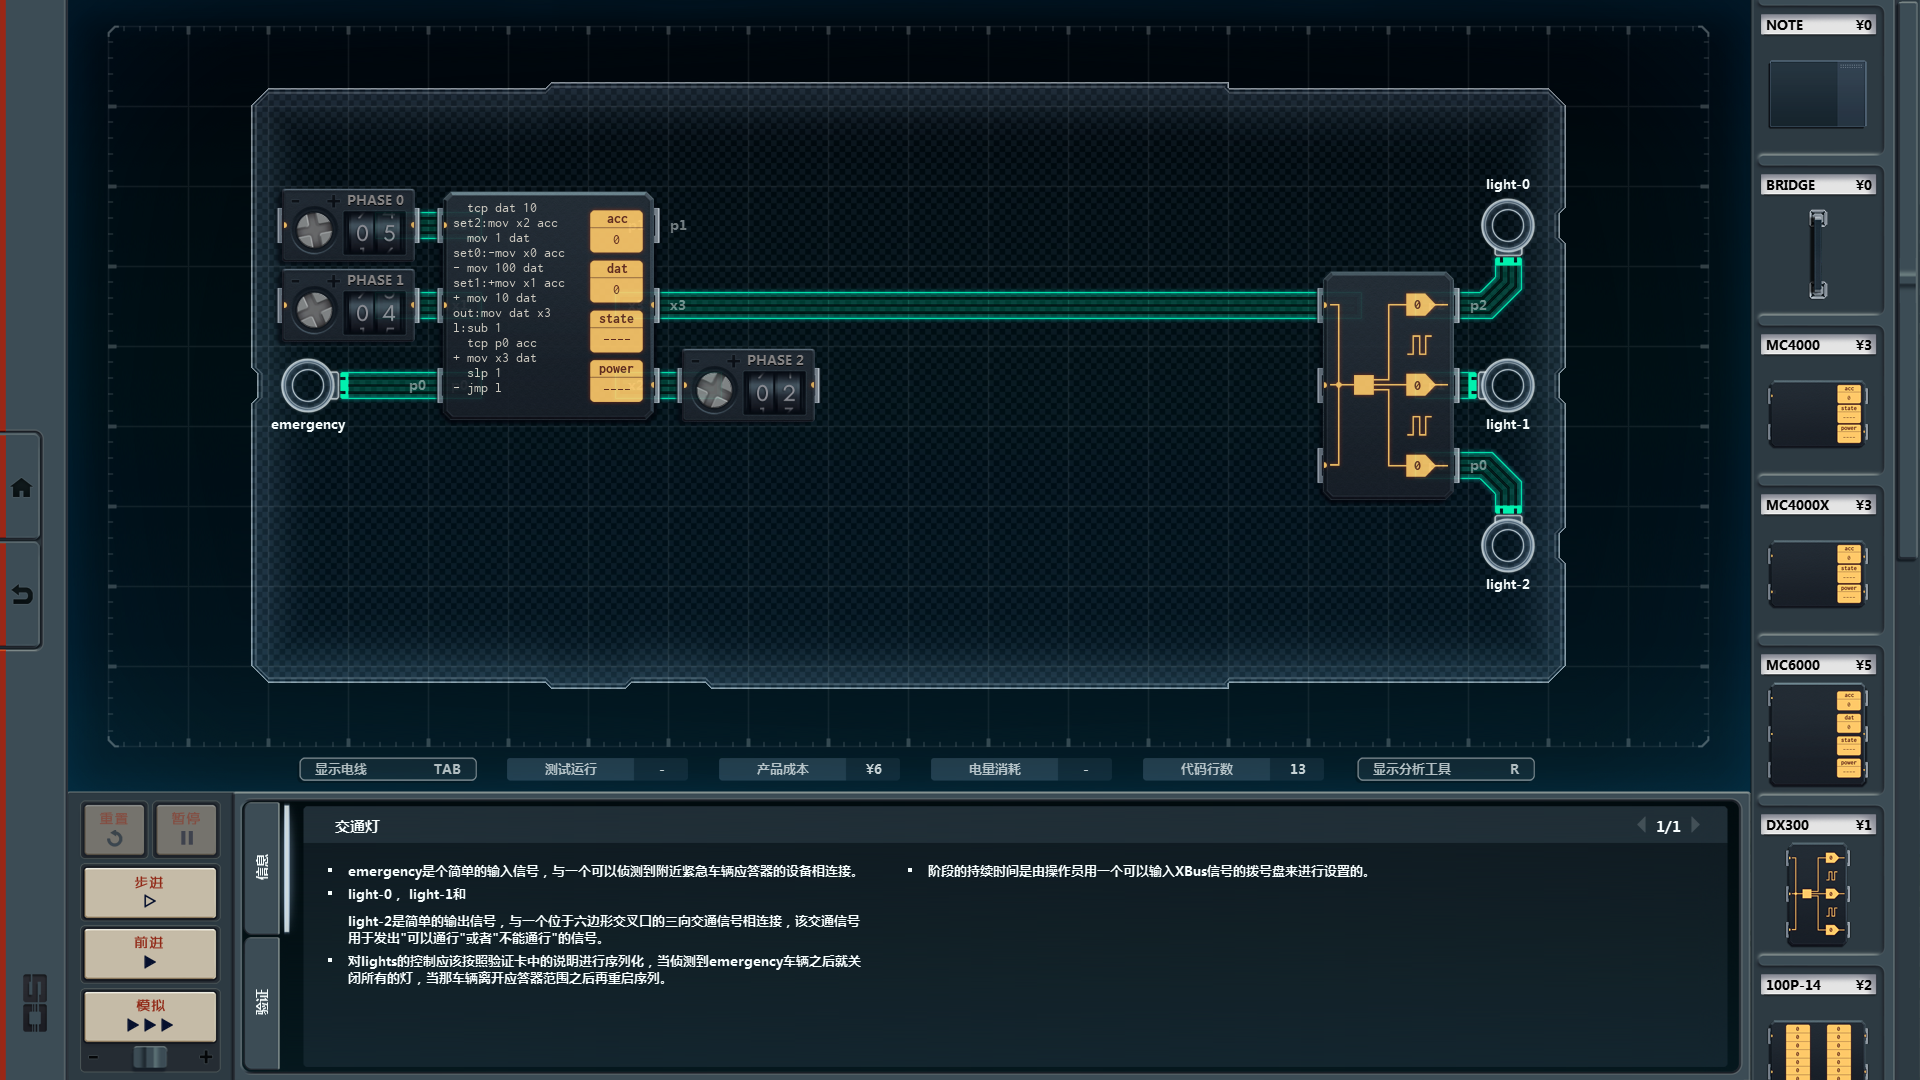 NOTE ¥0
BRIDGE ¥0
MC4000 ¥3
acc
0
state
----
power
----
MC4000X ¥3
acc
0
state
----
power
----
MC6000 ¥5
acc
0
dat
0
state
----
power
----
DX300 ¥1
100P-14 ¥2
PHASE 0
0 5
PHASE 1
0 4
p0
emergency
tcp dat 10
set2:mov x2 acc
mov 1 dat
set0:-mov x0 acc
- mov 100 dat
set1:+mov x1 acc
+ mov 10 dat
out:mov dat x3
l:sub 1
tcp p0 acc
+ mov x3 dat
slp 1
- jmp l
acc
0
dat
0
state
----
power
----
p1
x3
PHASE 2
0 2
light-0
p2
0
0
0
light-1
p0
light-2
显示电线 TAB
测试运行 -
产品成本 ¥6
电量消耗 -
代码行数 13
显示分析工具 R
重置
暂停
步进
前进
模拟
- +
信息
验证
交通灯
1/1
▪ emergency是个简单的输入信号，与一个可以侦测到附近紧急车辆应答器的设备相连接。
▪ light-0，light-1和
light-2是简单的输出信号，与一个位于六边形交叉口的三向交通信号相连接，该交通信号
用于发出"可以通行"或者"不能通行"的信号。
▪ 对lights的控制应该按照验证卡中的说明进行序列化，当侦测到emergency车辆之后就关
闭所有的灯，当那车辆离开应答器范围之后再重启序列。
▪ 阶段的持续时间是由操作员用一个可以输入XBus信号的拨号盘来进行设置的。